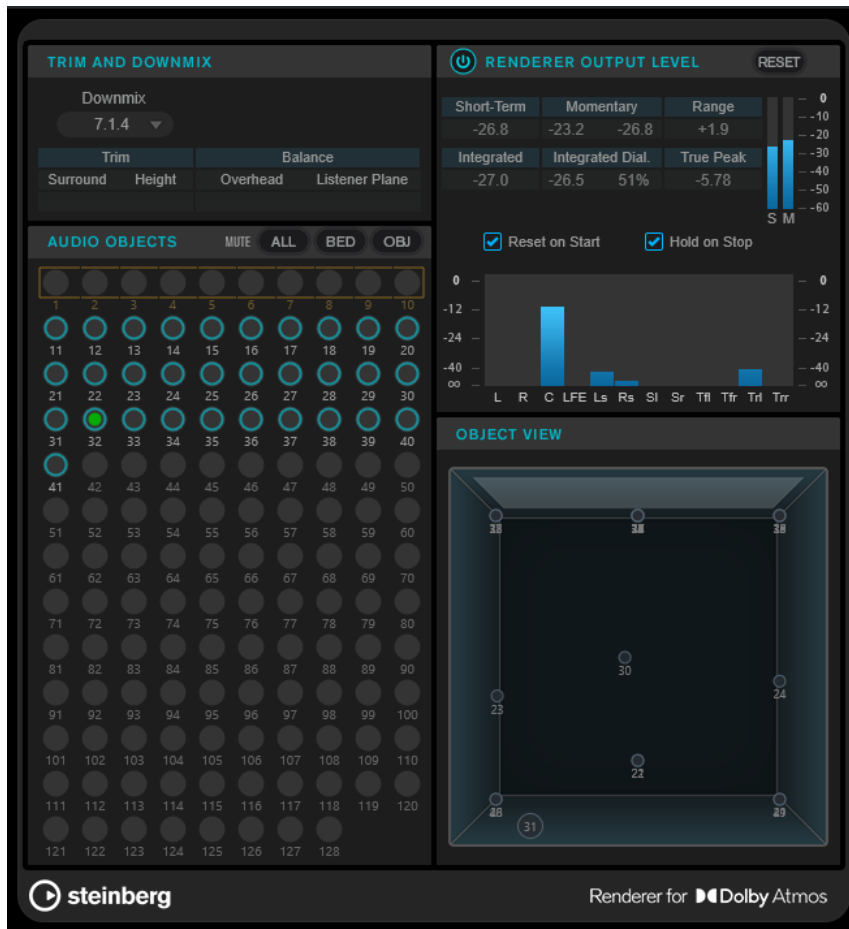 TRIM AND DOWNMIX
Downmix
7.1.4
Trim Balance
Surround Height Overhead Listener Plane
RENDERER OUTPUT LEVEL RESET
Short-Term Momentary Range
-26.8 -23.2 -26.8 +1.9
Integrated Integrated Dial. True Peak
-27.0 -26.5 51% -5.78
0
-10
-20
-30
-40
-50
-60
S M
Reset on Start Hold on Stop
0 0
-12 -12
-24 -24
-40 -40
∞ ∞
L R C LFE Ls Rs Sl Sr Tfl Tfr Trl Trr
AUDIO OBJECTS MUTE ALL BED OBJ
1 2 3 4 5 6 7 8 9 10
11 12 13 14 15 16 17 18 19 20
21 22 23 24 25 26 27 28 29 30
31 32 33 34 35 36 37 38 39 40
41 42 43 44 45 46 47 48 49 50
51 52 53 54 55 56 57 58 59 60
61 62 63 64 65 66 67 68 69 70
71 72 73 74 75 76 77 78 79 80
81 82 83 84 85 86 87 88 89 90
91 92 93 94 95 96 97 98 99 100
101 102 103 104 105 106 107 108 109 110
111 112 113 114 115 116 117 118 119 120
121 122 123 124 125 126 127 128
OBJECT VIEW
30
24
23
31
steinberg
Renderer for Dolby Atmos